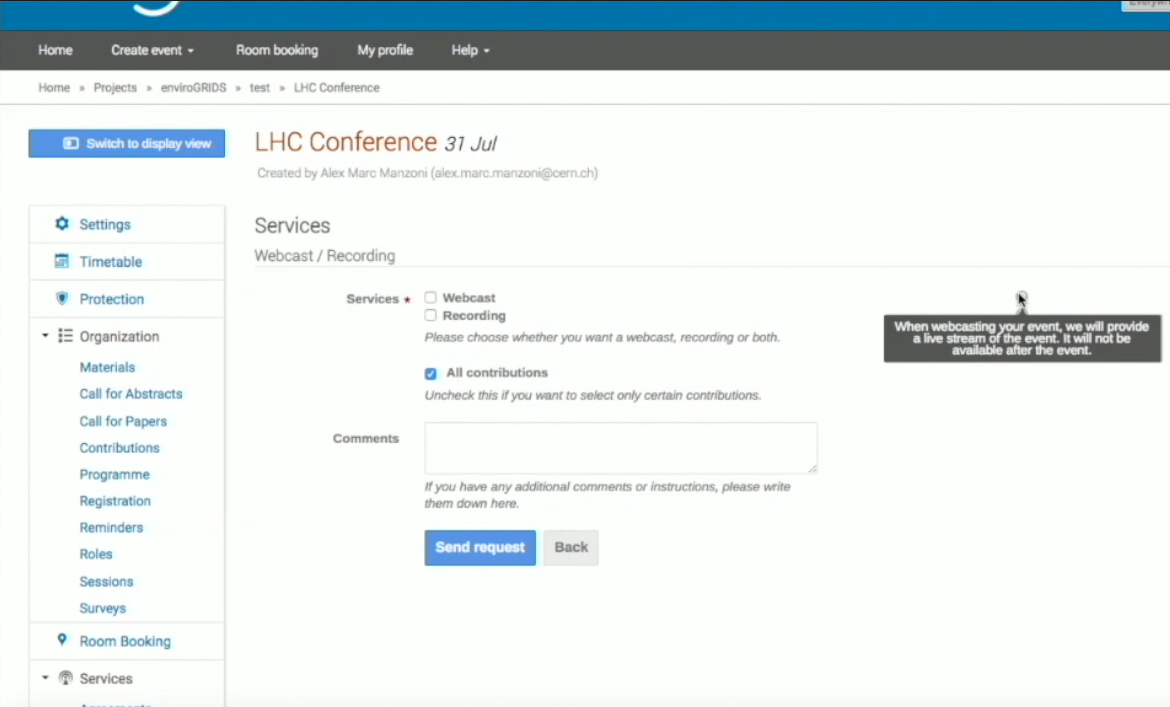 Home Create event Room booking My profile Help
Home » Projects » enviroGRIDS » test » LHC Conference
Switch to display view
LHC Conference 31 Jul
Created by Alex Marc Manzoni (alex.marc.manzoni@cern.ch)
Settings
Timetable
Protection
Organization
Materials
Call for Abstracts
Call for Papers
Contributions
Programme
Registration
Reminders
Roles
Sessions
Surveys
Room Booking
Services
Services
Webcast / Recording
Services * Webcast
Recording
Please choose whether you want a webcast, recording or both.
When webcasting your event, we will provide
a live stream of the event. It will not be
available after the event.
All contributions
Uncheck this if you want to select only certain contributions.
Comments
If you have any additional comments or instructions, please write
them down here.
Send request Back